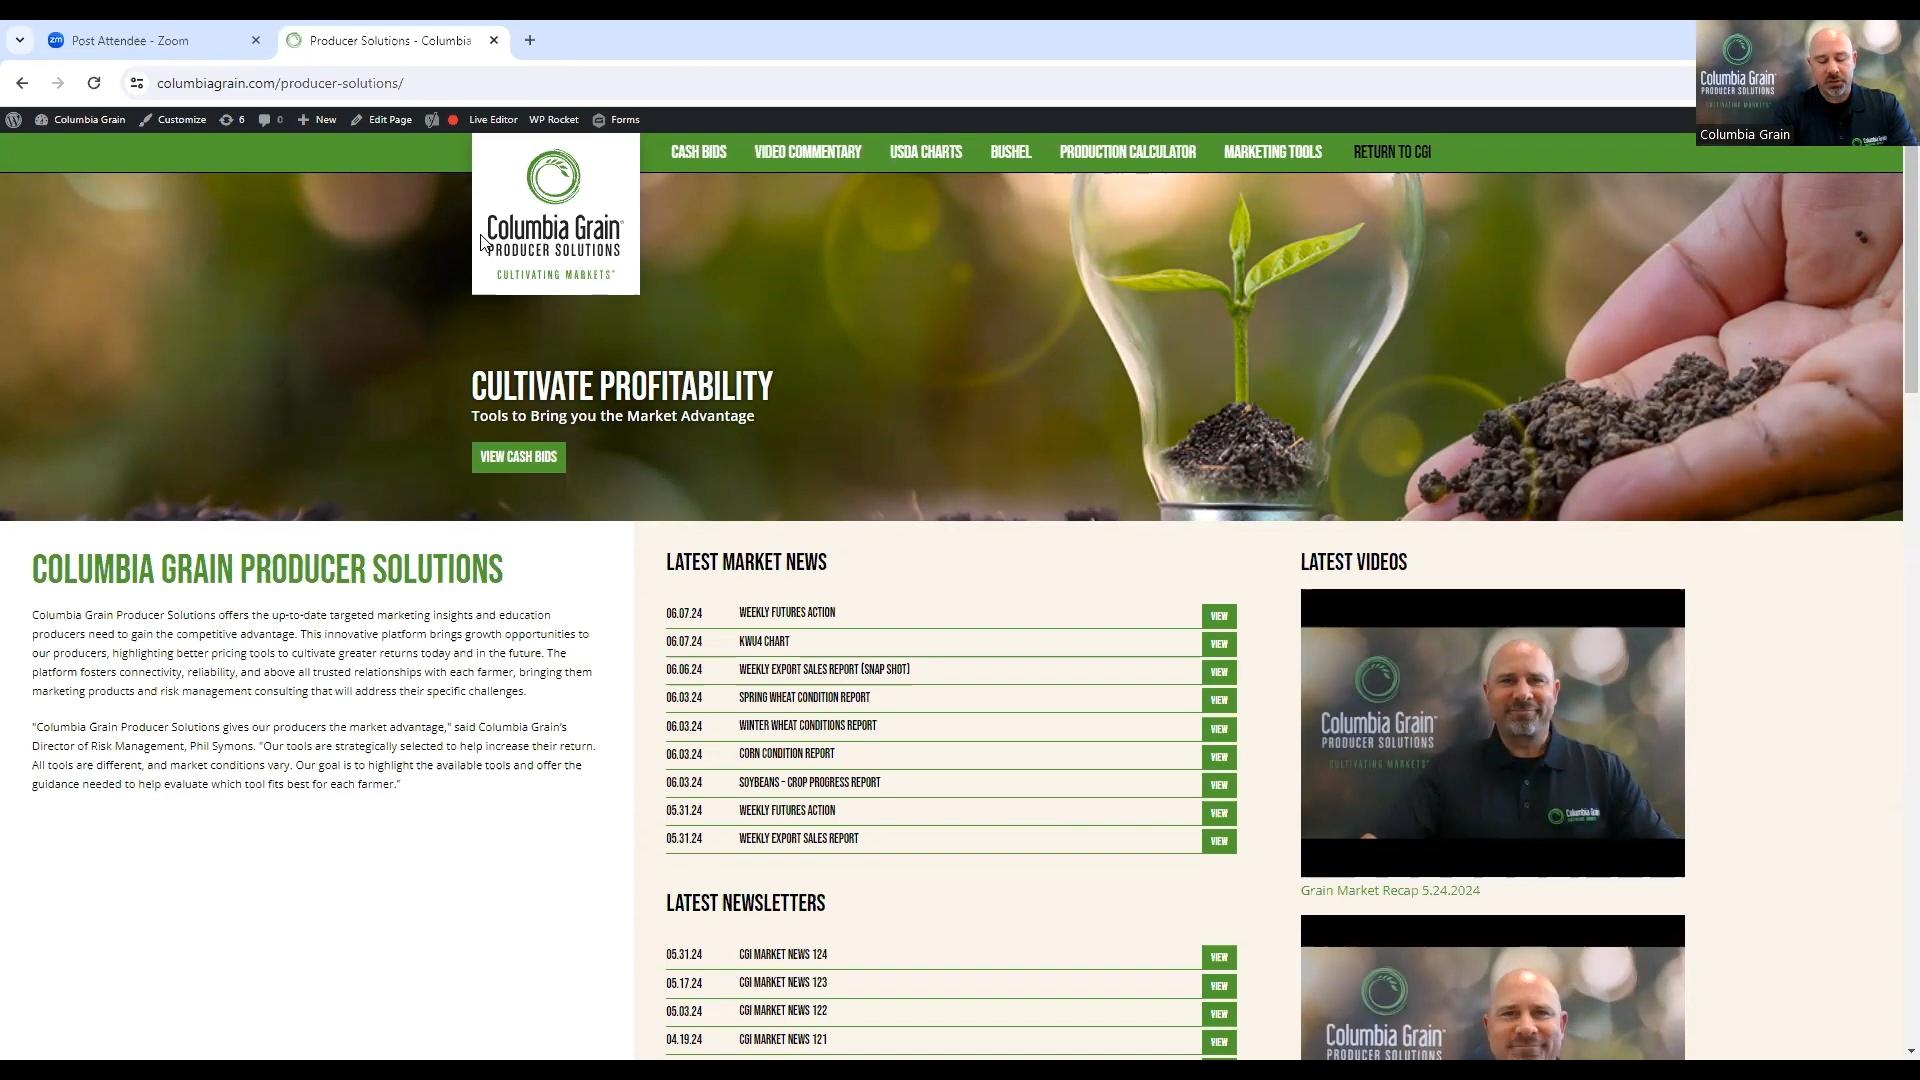 zm
Post Attendee - Zoom
Producer Solutions - Columbia
columbiagrain.com/producer-solutions/
Columbia Grain
Customize
6
0
New
Edit Page
Live Editor
WP Rocket
Forms
Columbia Grain
PRODUCER SOLUTIONS
CULTIVATING MARKETS
Columbia Grain
CASH BIDS
VIDEO COMMENTARY
USDA CHARTS
BUSHEL
PRODUCTION CALCULATOR
MARKETING TOOLS
RETURN TO CGI
Columbia Grain
PRODUCER SOLUTIONS
CULTIVATING MARKETS
CULTIVATE PROFITABILITY
Tools to Bring you the Market Advantage
VIEW CASH BIDS
COLUMBIA GRAIN PRODUCER SOLUTIONS
Columbia Grain Producer Solutions offers the up-to-date targeted marketing insights and education
producers need to gain the competitive advantage. This innovative platform brings growth opportunities to
our producers, highlighting better pricing tools to cultivate greater returns today and in the future. The
platform fosters connectivity, reliability, and above all trusted relationships with each farmer, bringing them
marketing products and risk management consulting that will address their specific challenges.
"Columbia Grain Producer Solutions gives our producers the market advantage," said Columbia Grain's
Director of Risk Management, Phil Symons. "Our tools are strategically selected to help increase their return.
All tools are different, and market conditions vary. Our goal is to highlight the available tools and offer the
guidance needed to help evaluate which tool fits best for each farmer."
LATEST MARKET NEWS
06.07.24 WEEKLY FUTURES ACTION VIEW
06.07.24 KWU4 CHART VIEW
06.06.24 WEEKLY EXPORT SALES REPORT (SNAP SHOT) VIEW
06.03.24 SPRING WHEAT CONDITION REPORT VIEW
06.03.24 WINTER WHEAT CONDITIONS REPORT VIEW
06.03.24 CORN CONDITION REPORT VIEW
06.03.24 SOYBEANS – CROP PROGRESS REPORT VIEW
05.31.24 WEEKLY FUTURES ACTION VIEW
05.31.24 WEEKLY EXPORT SALES REPORT VIEW
LATEST NEWSLETTERS
05.31.24 CGI MARKET NEWS 124 VIEW
05.17.24 CGI MARKET NEWS 123 VIEW
05.03.24 CGI MARKET NEWS 122 VIEW
04.19.24 CGI MARKET NEWS 121 VIEW
LATEST VIDEOS
Columbia Grain
PRODUCER SOLUTIONS
CULTIVATING MARKETS
Columbia Grain
Grain Market Recap 5.24.2024
Columbia Grain
PRODUCER SOLUTIONS